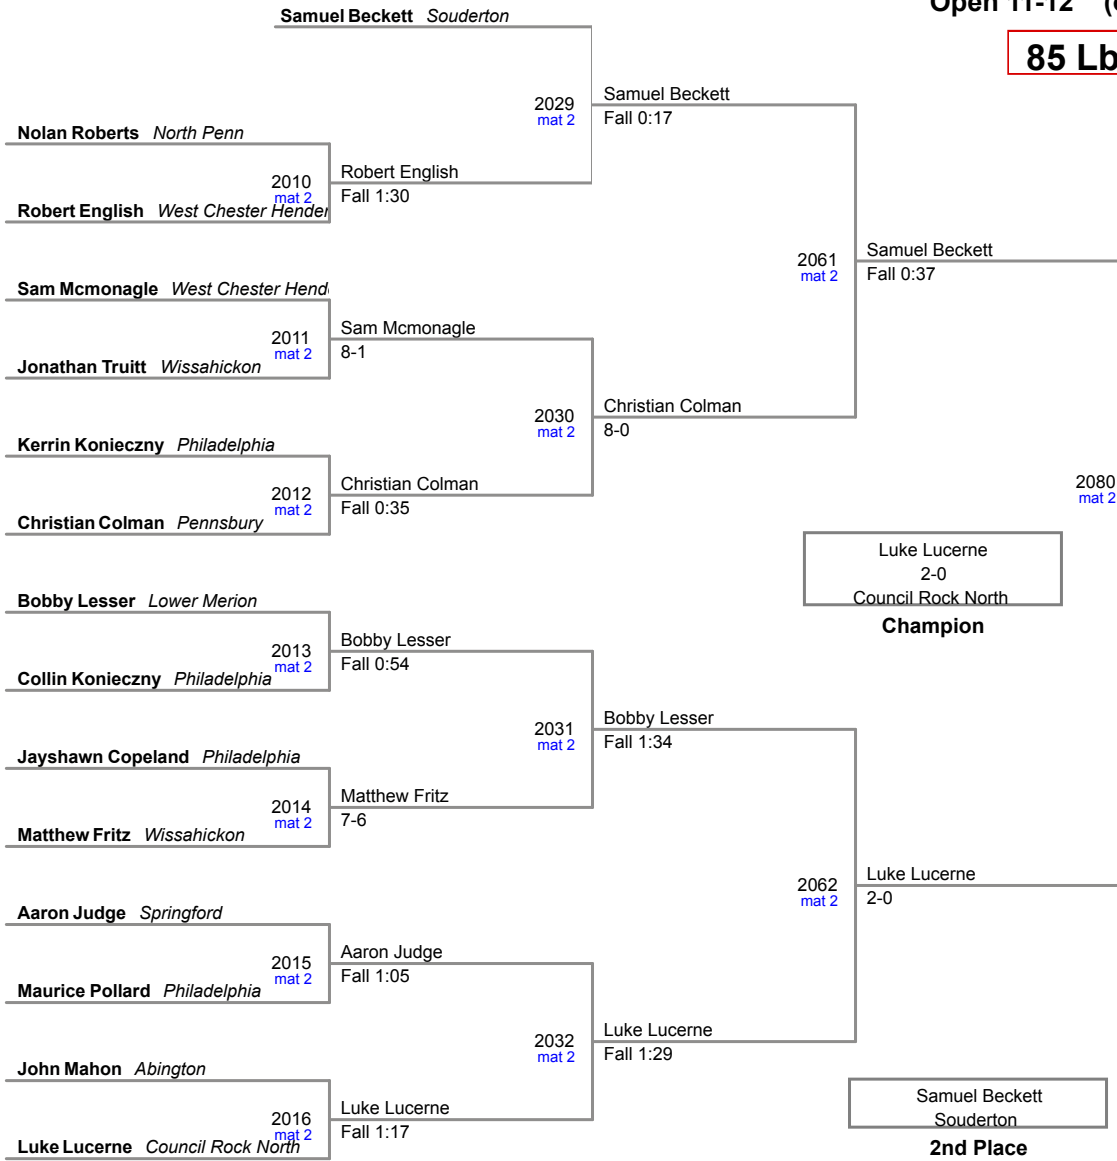 Open 11-12 (
85 Lb
Samuel Beckett Souderton
Samuel Beckett
2029
mat 2
Fall 0:17
Nolan Roberts North Penn
Robert English
2010
mat 2
Fall 1:30
Robert English West Chester Hender
Samuel Beckett
2061
mat 2
Fall 0:37
Sam Mcmonagle West Chester Hend
Sam Mcmonagle
2011
mat 2
8-1
Jonathan Truitt Wissahickon
Christian Colman
2030
mat 2
8-0
Kerrin Konieczny Philadelphia
Christian Colman
2012
mat 2
Fall 0:35
Christian Colman Pennsbury
2080
mat 2
Luke Lucerne
2-0
Council Rock North
Champion
Bobby Lesser Lower Merion
Bobby Lesser
2013
mat 2
Fall 0:54
Collin Konieczny Philadelphia
Bobby Lesser
2031
mat 2
Fall 1:34
Jayshawn Copeland Philadelphia
Matthew Fritz
2014
mat 2
7-6
Matthew Fritz Wissahickon
Luke Lucerne
2062
mat 2
2-0
Aaron Judge Springford
Aaron Judge
2015
mat 2
Fall 1:05
Maurice Pollard Philadelphia
Luke Lucerne
2032
mat 2
Fall 1:29
John Mahon Abington
Luke Lucerne
2016
mat 2
Fall 1:17
Luke Lucerne Council Rock North
Samuel Beckett
Souderton
2nd Place